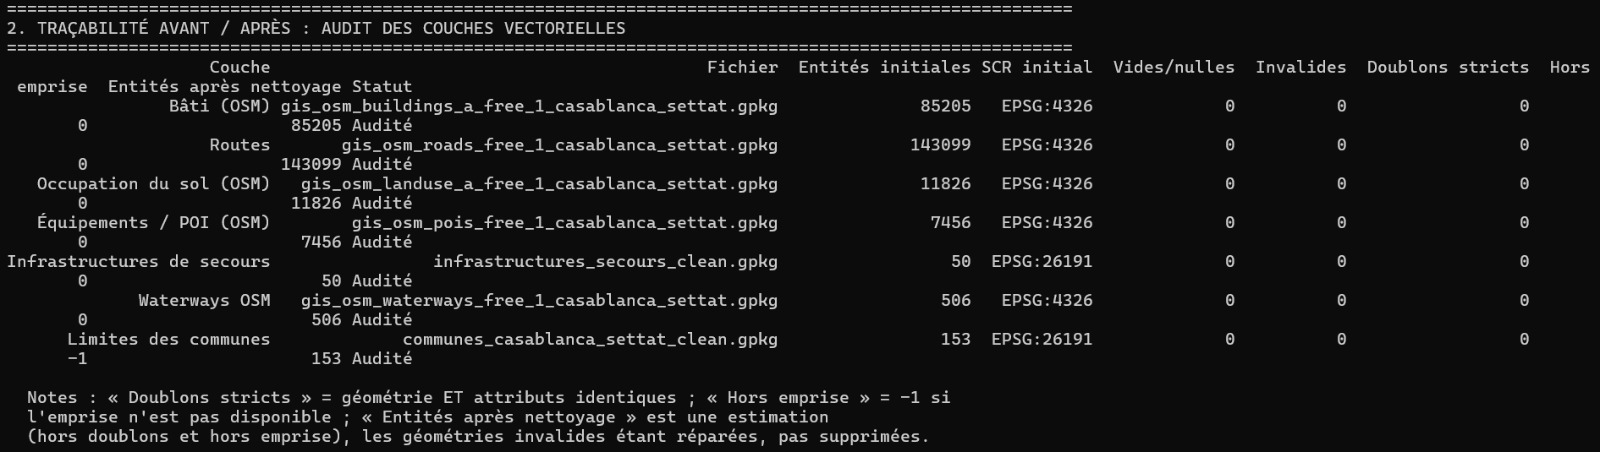 =========================================================================================================
2. TRAÇABILITÉ AVANT / APRÈS : AUDIT DES COUCHES VECTORIELLES
=========================================================================================================
Couche Fichier Entités initiales SCR initial Vides/nulles Invalides Doublons stricts Hors
emprise Entités après nettoyage Statut
Bâti (OSM) gis_osm_buildings_a_free_1_casablanca_settat.gpkg 85205 EPSG:4326 0 0 0
0 85205 Audité
Routes gis_osm_roads_free_1_casablanca_settat.gpkg 143099 EPSG:4326 0 0 0
0 143099 Audité
Occupation du sol (OSM) gis_osm_landuse_a_free_1_casablanca_settat.gpkg 11826 EPSG:4326 0 0 0
0 11826 Audité
Équipements / POI (OSM) gis_osm_pois_free_1_casablanca_settat.gpkg 7456 EPSG:4326 0 0 0
0 7456 Audité
Infrastructures de secours infrastructures_secours_clean.gpkg 50 EPSG:26191 0 0 0
0 50 Audité
Waterways OSM gis_osm_waterways_free_1_casablanca_settat.gpkg 506 EPSG:4326 0 0 0
0 506 Audité
Limites des communes communes_casablanca_settat_clean.gpkg 153 EPSG:26191 0 0 0
-1 153 Audité
Notes : « Doublons stricts » = géométrie ET attributs identiques ; « Hors emprise » = -1 si
l'emprise n'est pas disponible ; « Entités après nettoyage » est une estimation
(hors doublons et hors emprise), les géométries invalides étant réparées, pas supprimées.